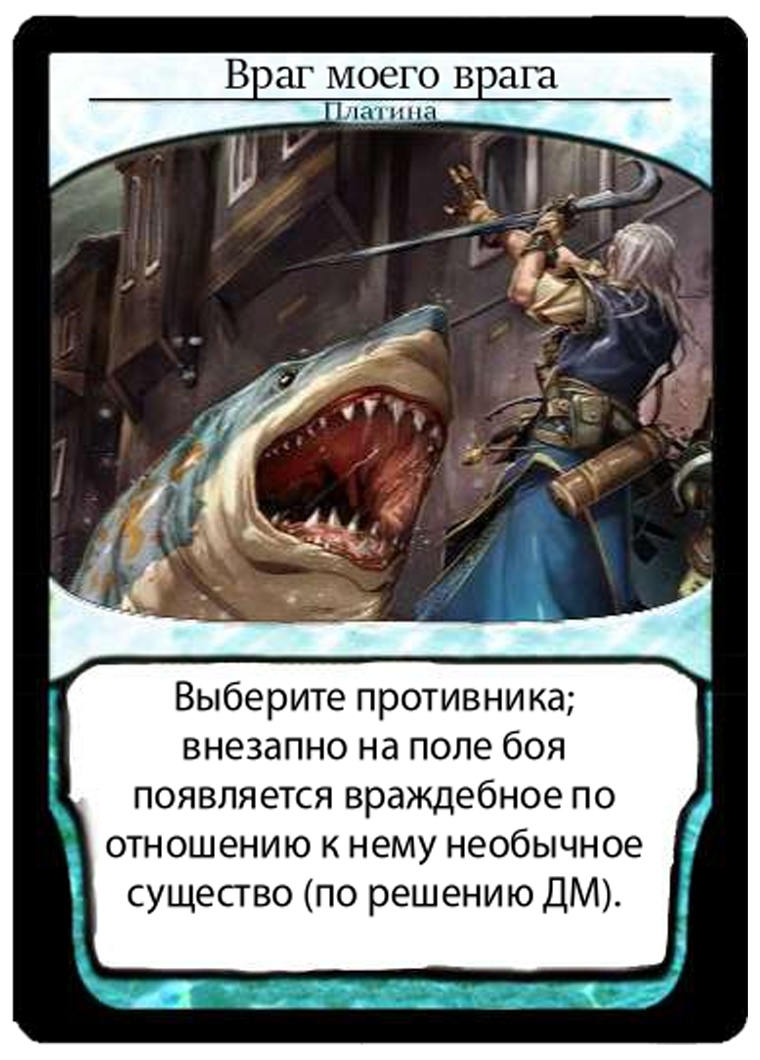 Враг моего врага
Платина
Выберите противника;
внезапно на поле боя
появляется враждебное по
отношению к нему необычное
существо (по решению ДМ).